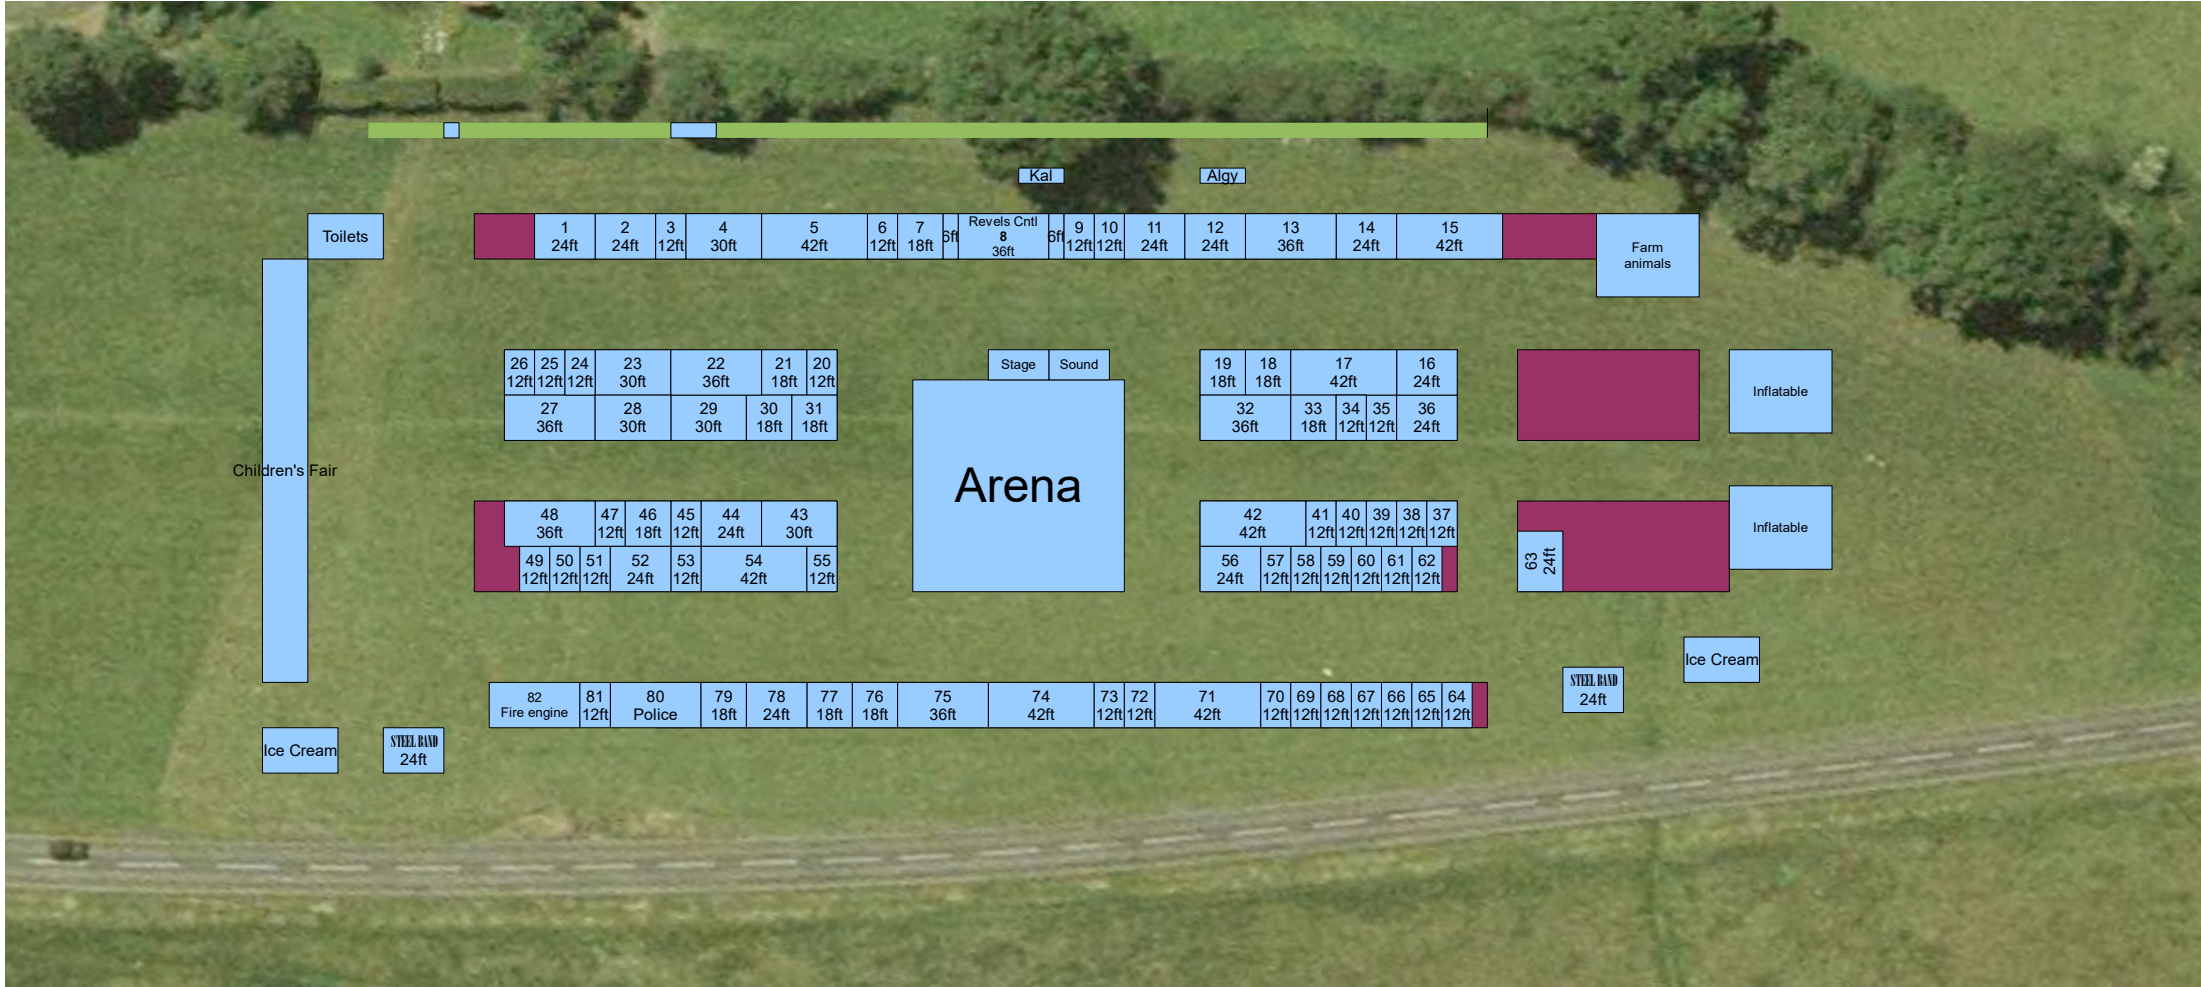 Kal
Algy
Toilets
1
24ft
2
24ft
3
12ft
4
30ft
5
42ft
6
12ft
7
18ft
6ft
Revels Cntl
8
36ft
6ft
9
12ft
10
12ft
11
24ft
12
24ft
13
36ft
14
24ft
15
42ft
Farm
animals
26
12ft
25
12ft
24
12ft
23
30ft
22
36ft
21
18ft
20
12ft
Stage
Sound
19
18ft
18
18ft
17
42ft
16
24ft
Inflatable
27
36ft
28
30ft
29
30ft
30
18ft
31
18ft
32
36ft
33
18ft
34
12ft
35
12ft
36
24ft
Children's Fair
Arena
48
36ft
47
12ft
46
18ft
45
12ft
44
24ft
43
30ft
42
42ft
41
12ft
40
12ft
39
12ft
38
12ft
37
12ft
Inflatable
49
12ft
50
12ft
51
12ft
52
24ft
53
12ft
54
42ft
55
12ft
56
24ft
57
12ft
58
12ft
59
12ft
60
12ft
61
12ft
62
12ft
63
24ft
Ice Cream
STEEL BAND
24ft
82
Fire engine
81
12ft
80
Police
79
18ft
78
24ft
77
18ft
76
18ft
75
36ft
74
42ft
73
12ft
72
12ft
71
42ft
70
12ft
69
12ft
68
12ft
67
12ft
66
12ft
65
12ft
64
12ft
Ice Cream
STEEL BAND
24ft